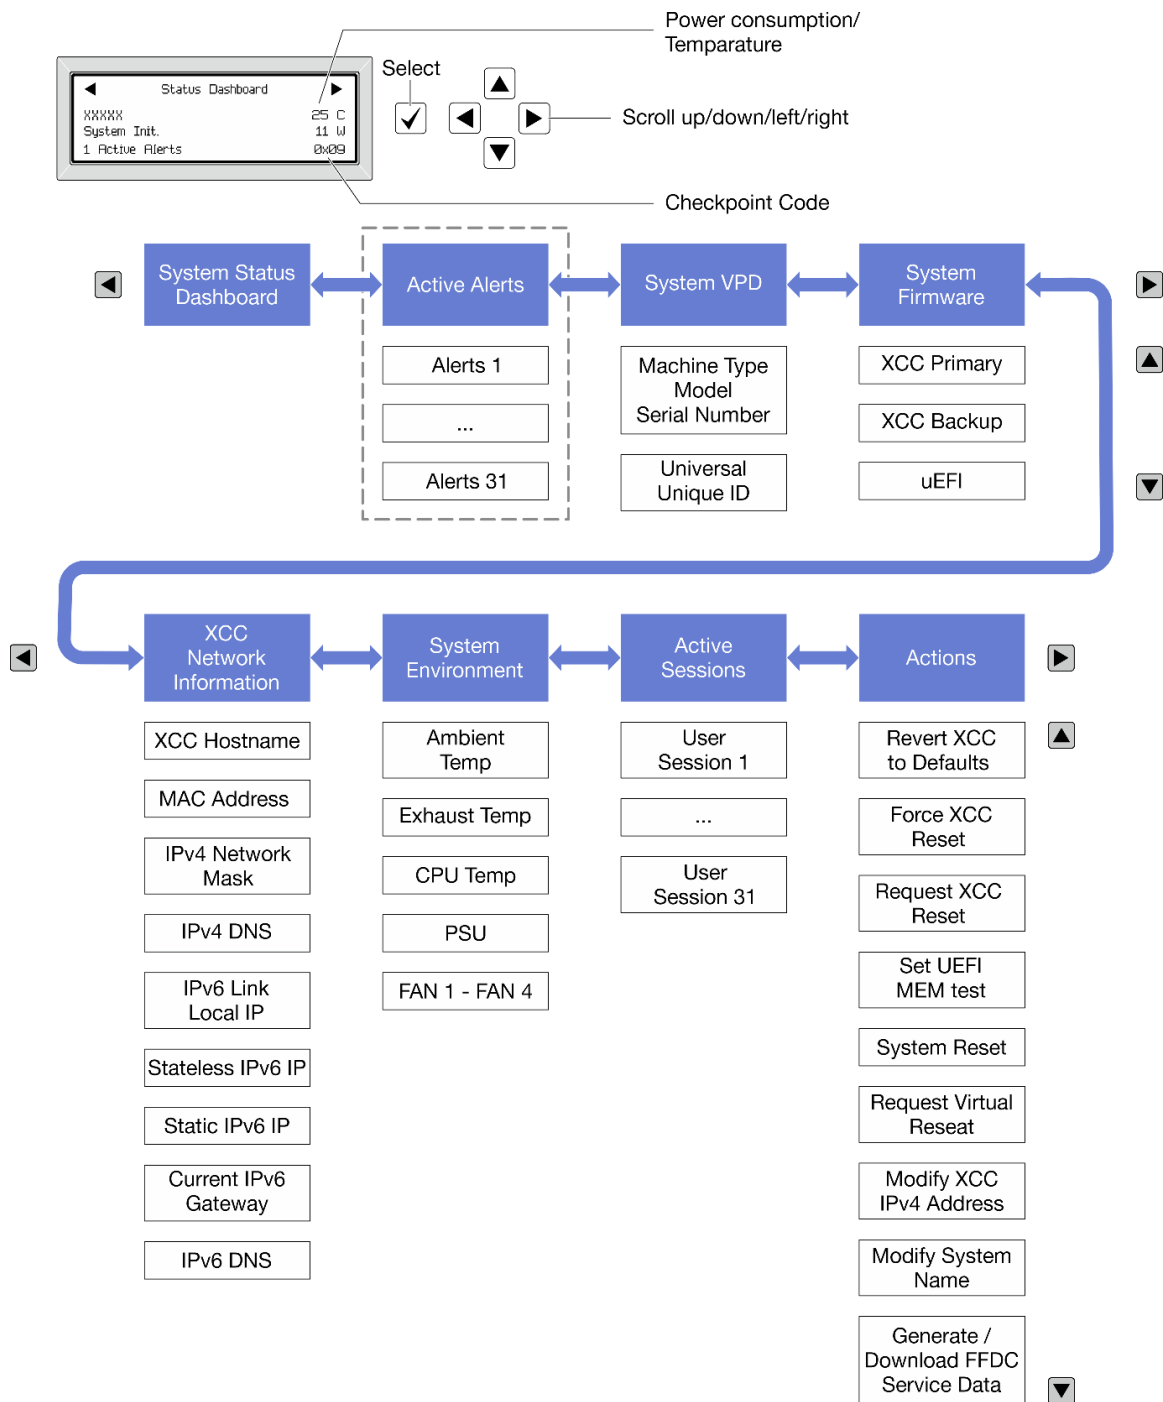 Power consumption/
Temparature
Select
Status Dashboard
XXXXX 25 C
System Init. 11 W
1 Active Alerts 0x09
Scroll up/down/left/right
Checkpoint Code
System Status
Dashboard
Active Alerts
System VPD
System
Firmware
Alerts 1
...
Alerts 31
Machine Type
Model
Serial Number
Universal
Unique ID
XCC Primary
XCC Backup
uEFI
XCC
Network
Information
System
Environment
Active
Sessions
Actions
XCC Hostname
MAC Address
IPv4 Network
Mask
IPv4 DNS
IPv6 Link
Local IP
Stateless IPv6 IP
Static IPv6 IP
Current IPv6
Gateway
IPv6 DNS
Ambient
Temp
Exhaust Temp
CPU Temp
PSU
FAN 1 - FAN 4
User
Session 1
...
User
Session 31
Revert XCC
to Defaults
Force XCC
Reset
Request XCC
Reset
Set UEFI
MEM test
System Reset
Request Virtual
Reseat
Modify XCC
IPv4 Address
Modify System
Name
Generate /
Download FFDC
Service Data